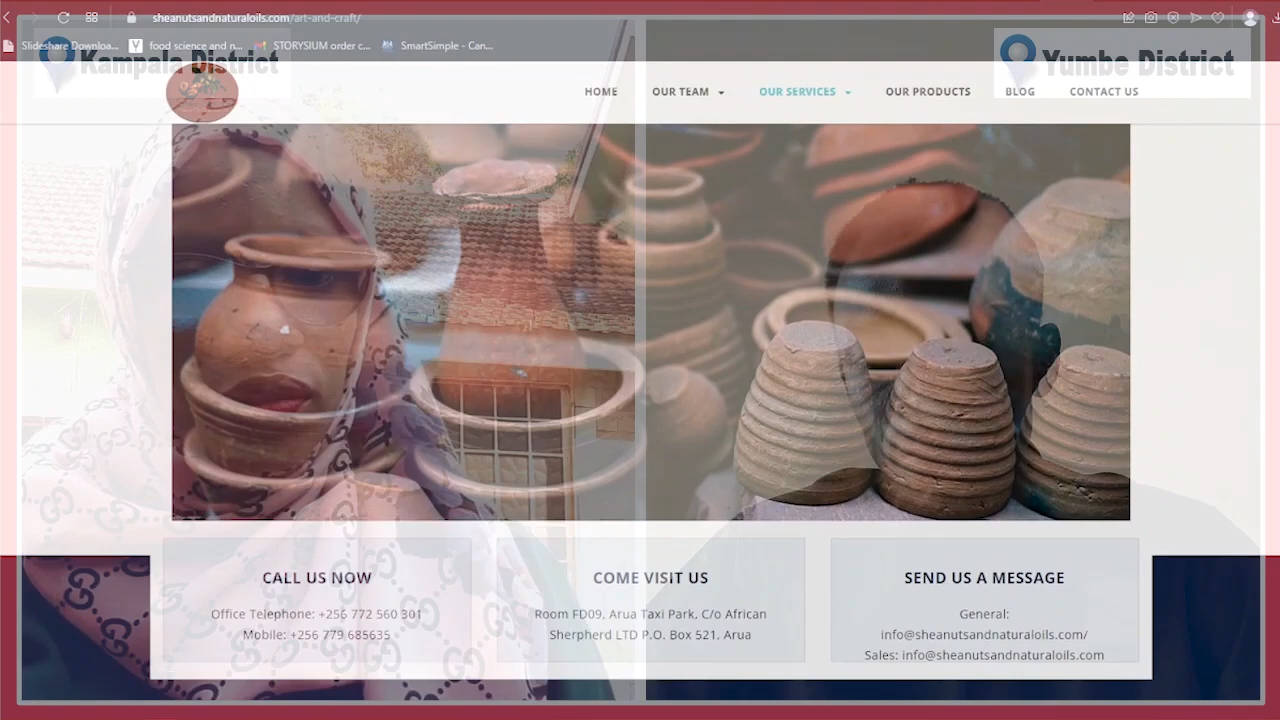 sheanutsandnaturaloils.com/art-and-craft/
Slideshare Downloa... food science and n... STORYSIUM order c... SmartSimple - Can...
Kampala District
Yumbe District
HOME OUR TEAM OUR SERVICES OUR PRODUCTS BLOG CONTACT US
CALL US NOW
Office Telephone: +256 772 560 301
Mobile: +256 779 685635
COME VISIT US
Room FD09, Arua Taxi Park, C/o African
Sherpherd LTD P.O. Box 521, Arua
SEND US A MESSAGE
General:
info@sheanutsandnaturaloils.com/
Sales: info@sheanutsandnaturaloils.com